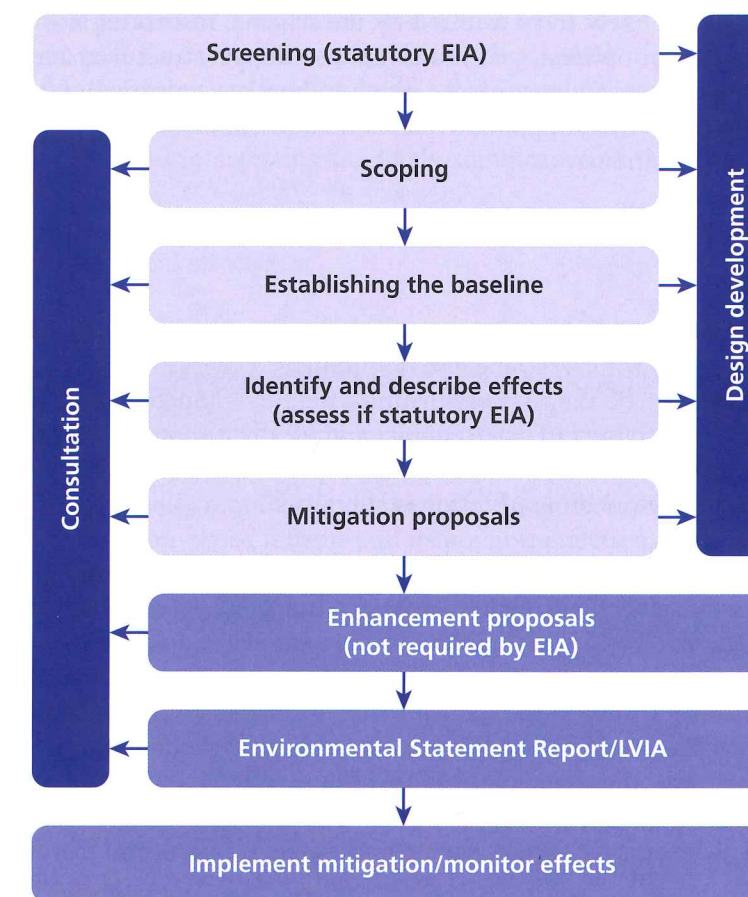 Screening (statutory EIA)
Scoping
Establishing the baseline
Identify and describe effects
(assess if statutory EIA)
Mitigation proposals
Enhancement proposals
(not required by EIA)
Environmental Statement Report/LVIA
Implement mitigation/monitor effects
Consultation
Design development